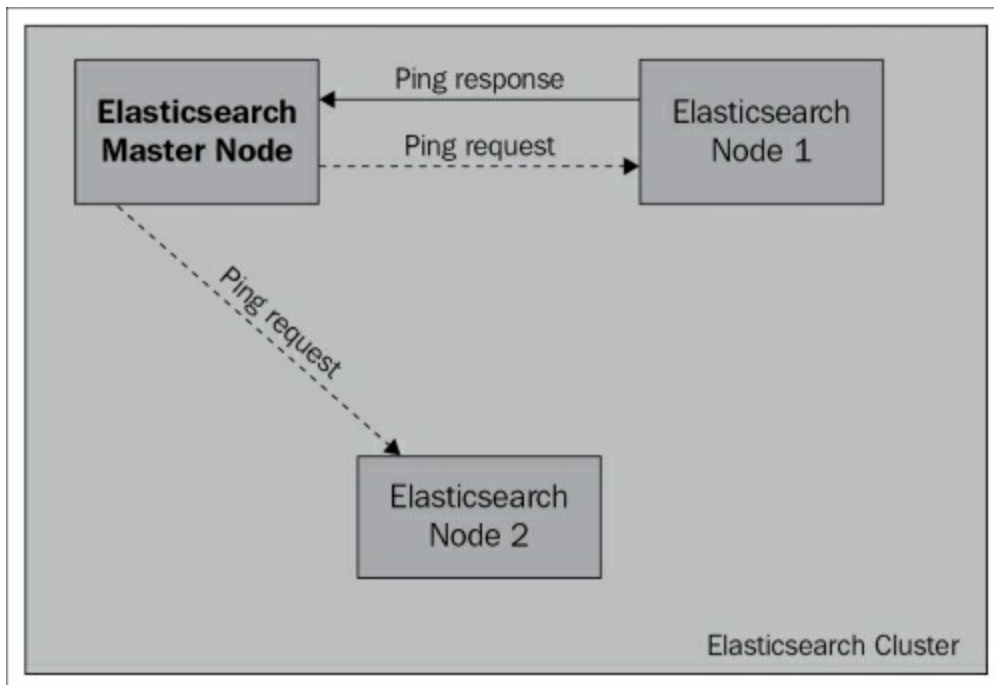 Elasticsearch
Master Node
Ping response
Ping request
Elasticsearch
Node 1
Ping request
Elasticsearch
Node 2
Elasticsearch Cluster